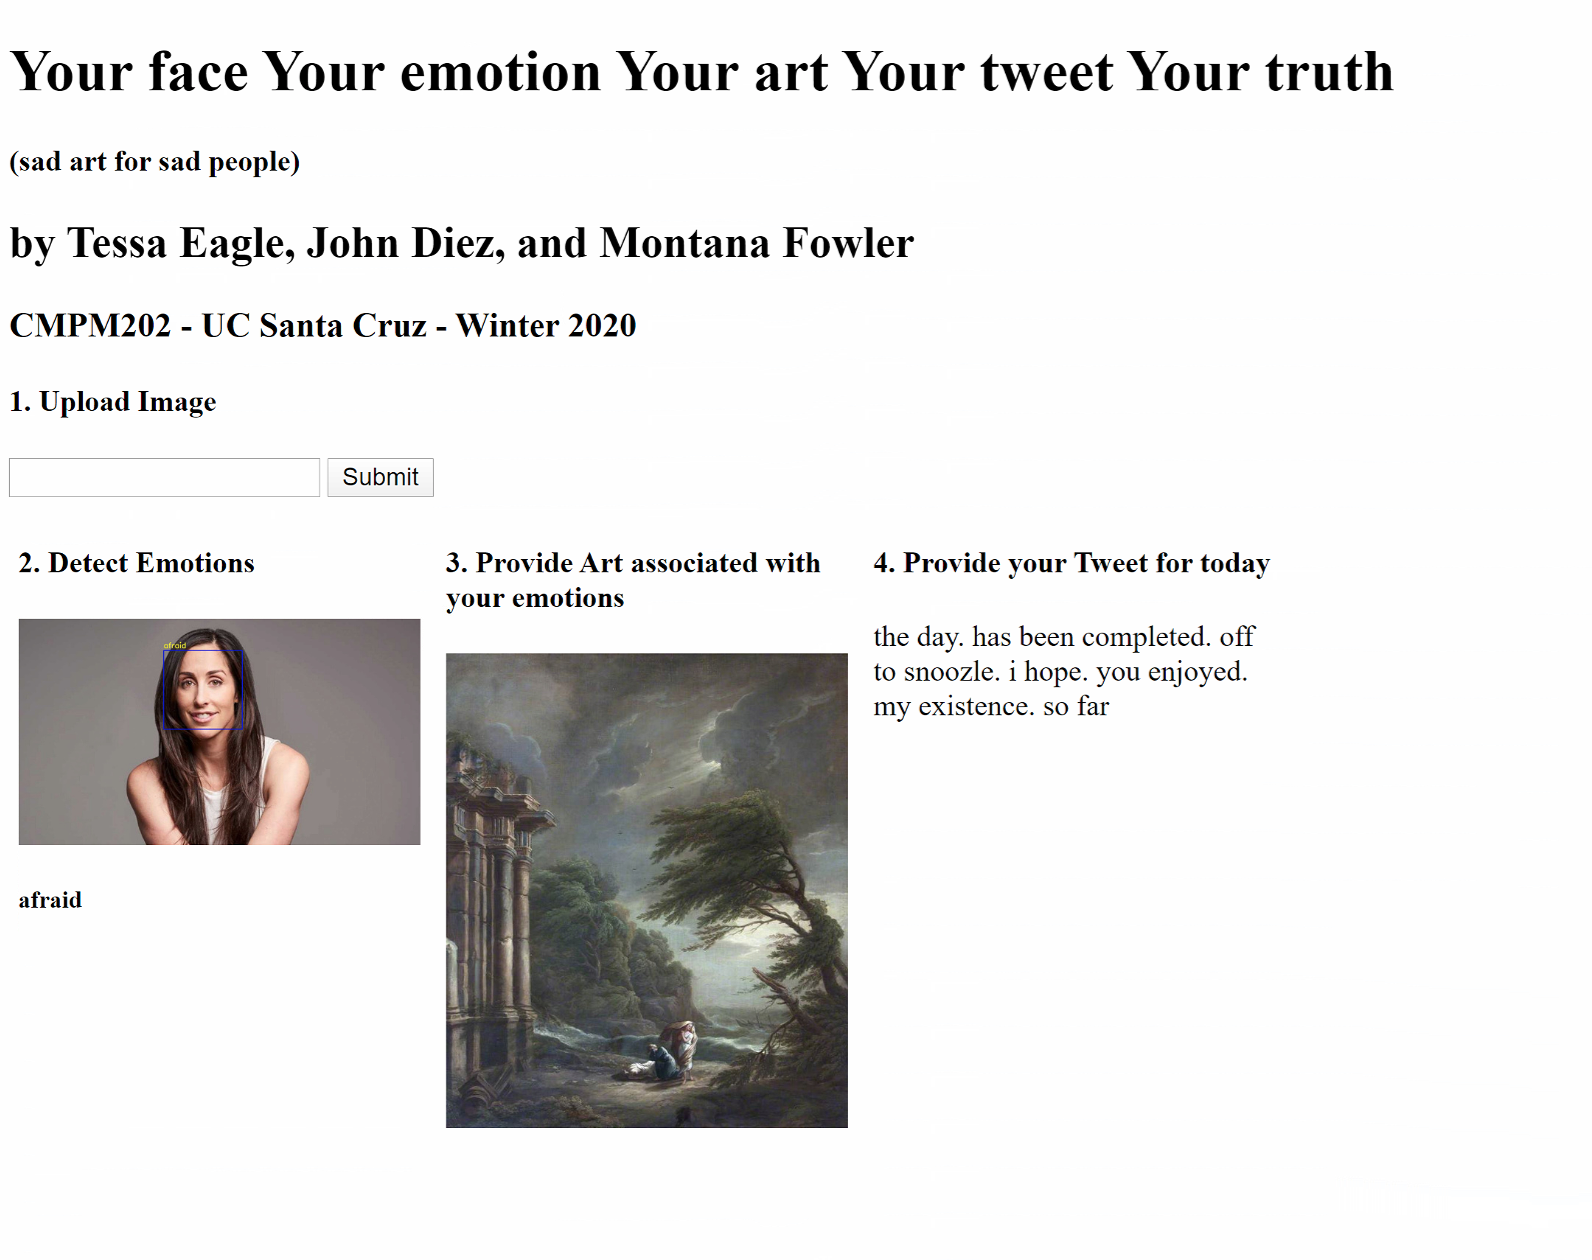 Your face Your emotion Your art Your tweet Your truth
(sad art for sad people)
by Tessa Eagle, John Diez, and Montana Fowler
CMPM202 - UC Santa Cruz - Winter 2020
1. Upload Image
Submit
2. Detect Emotions
afraid
afraid
3. Provide Art associated with
your emotions
4. Provide your Tweet for today
the day. has been completed. off
to snoozle. i hope. you enjoyed.
my existence. so far